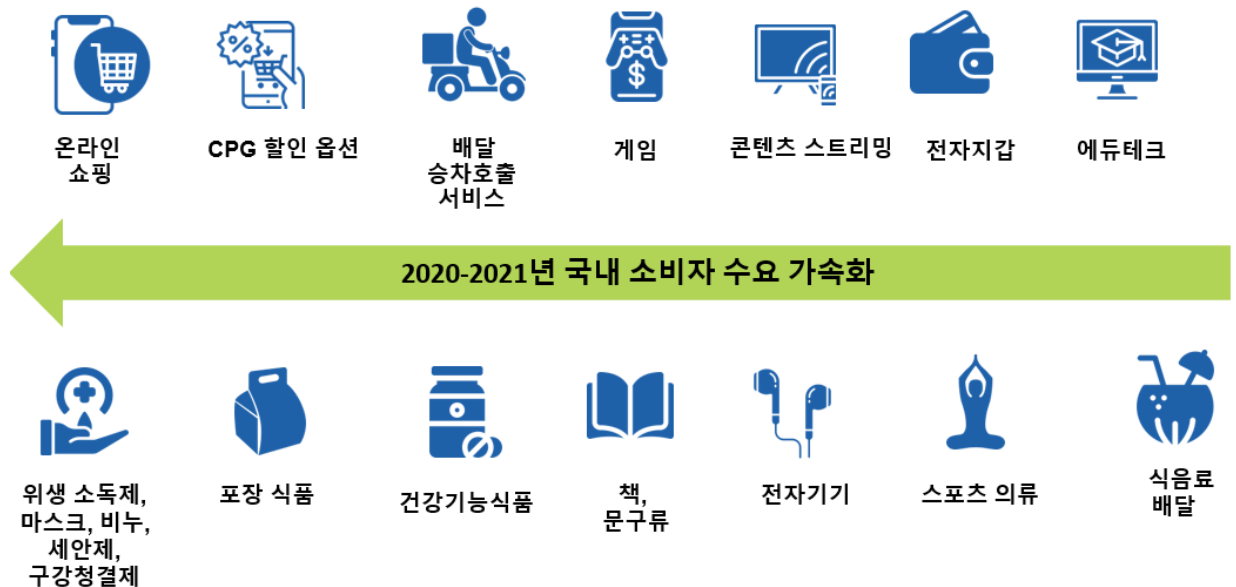 온라인
쇼핑
CPG 할인 옵션
배달
승차호출
서비스
게임
콘텐츠 스트리밍
전자지갑
에듀테크
2020-2021년 국내 소비자 수요 가속화
위생 소독제,
마스크, 비누,
세안제,
구강청결제
포장 식품
건강기능식품
책,
문구류
전자기기
스포츠 의류
식음료
배달